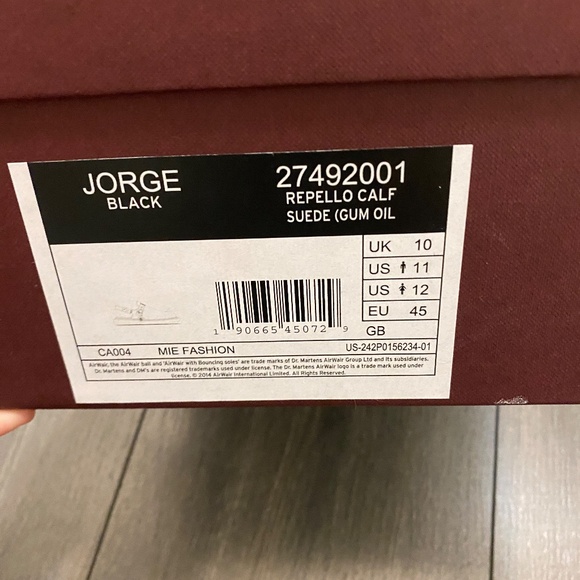 JORGE
BLACK
27492001
REPELLO CALF
SUEDE (GUM OIL
UK 10
US 11
US 12
EU 45
GB
1 90665 45072 9
CA004 MIE FASHION US-242P0156234-01
AirWair, the AirWair ball and 'AirWair with Bouncing soles' are trade marks of Dr. Martens AirWair Group Ltd and its subsidiaries.
Dr. Martens and DM's are registered trademarks used under license. The Dr. Martens AirWair logo is a trade mark used under
license. © 2014 AirWair International Limited. All Rights Reserved.